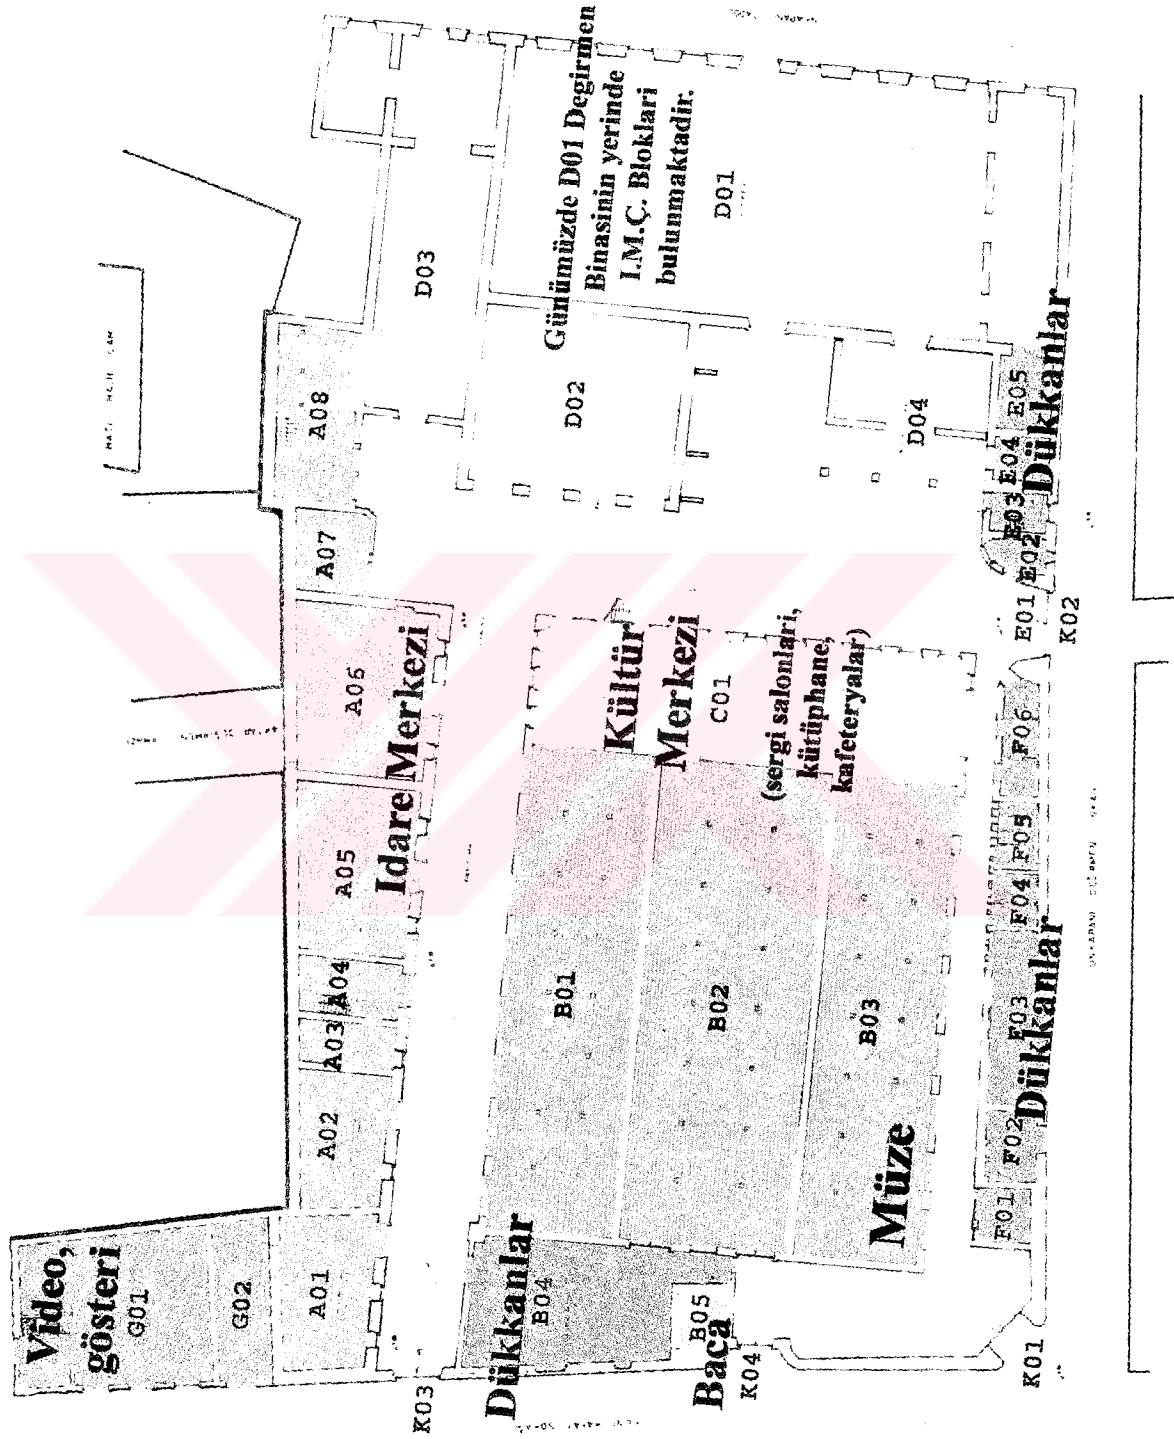 Video,
gösteri
G01
G02
A01
A02
A03
A04
A05
A06
A07
A08
Idare Merkezi
D03
Günümüzde D01 Degirmen
Binasinin yerinde
I.M.Ç. Bloklari
bulunmaktadir.
D01
D02
D04
K03
Dükkanlar
B04
B05
Baca
K04
B01
B02
B03
Müze
Kültür
Merkezi
C01
(sergi salonlari,
kütüphane,
kafeteryalar)
K01
F01
F02
F03
F04
F05
F06
Dükkanlar
E01
E02
E03
E04
E05
Dükkanlar
K02